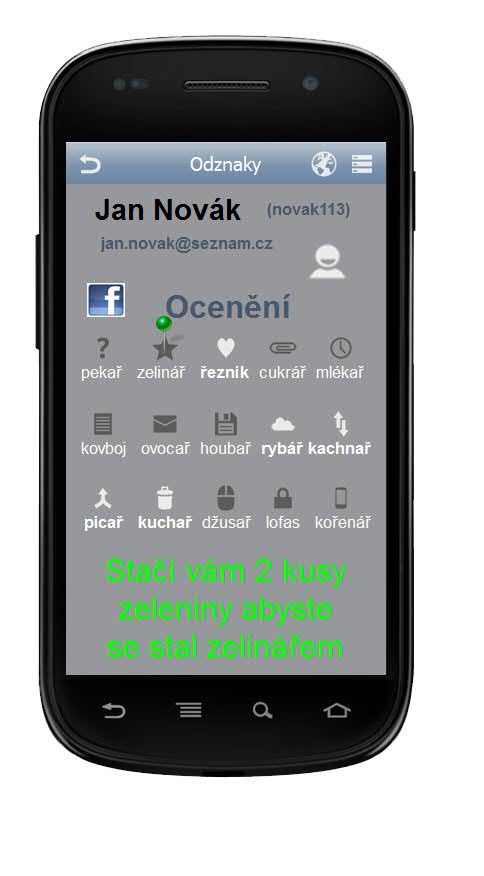 Odznaky
Jan Novák (novak113)
jan.novak@seznam.cz
f
Ocenění
?
pekař zelinář řezník cukrář mlékař
kovboj ovocař houbař rybář kachnař
picař kuchař džusař lofas kořenář
Stačí vám 2 kusy
zeleniny abyste
se stal zelinářem